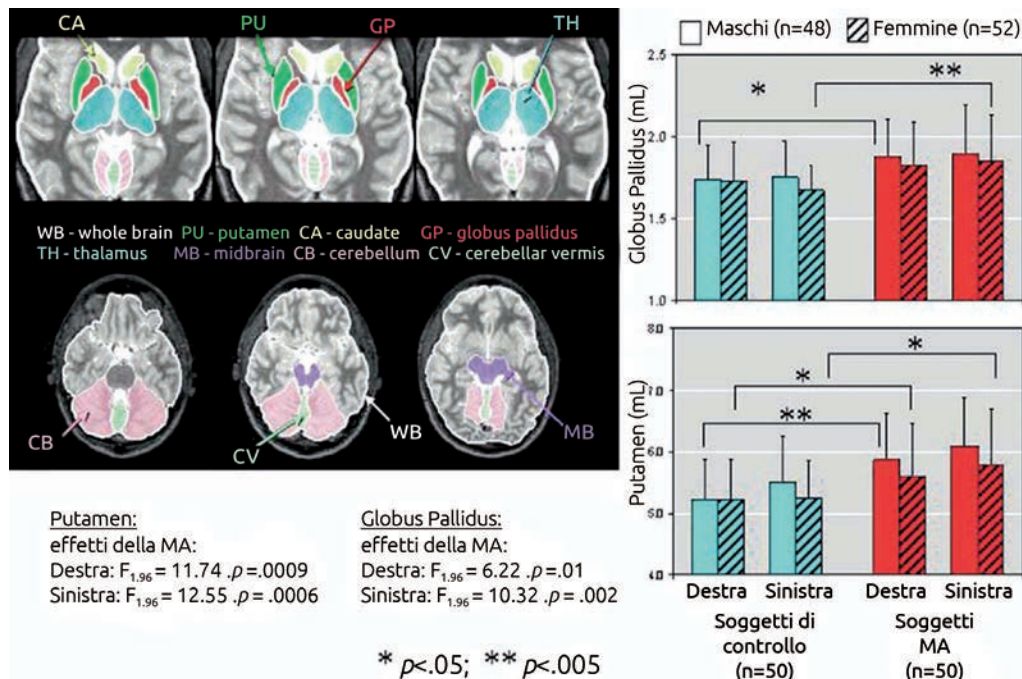 CA
PU
GP
TH
WB - whole brain PU - putamen CA - caudate GP - globus pallidus
TH - thalamus MB - midbrain CB - cerebellum CV - cerebellar vermis
CB
CV
WB
MB
Putamen:
effetti della MA:
Destra: F1.96 = 11.74 .p =.0009
Sinistra: F1.96 = 12.55 .p = .0006
Globus Pallidus:
effetti della MA:
Destra: F1.96 = 6.22 .p =.01
Sinistra: F1.96 = 10.32 .p = .002
* p<.05; ** p<.005
Maschi (n=48) Femmine (n=52)
Globus Pallidus (mL)
2.5
2.0
1.5
1.0
*
**
Putamen (mL)
8.0
7.0
6.0
5.0
4.0
*
*
**
Destra Sinistra Destra Sinistra
Soggetti di
controllo
(n=50)
Soggetti
MA
(n=50)